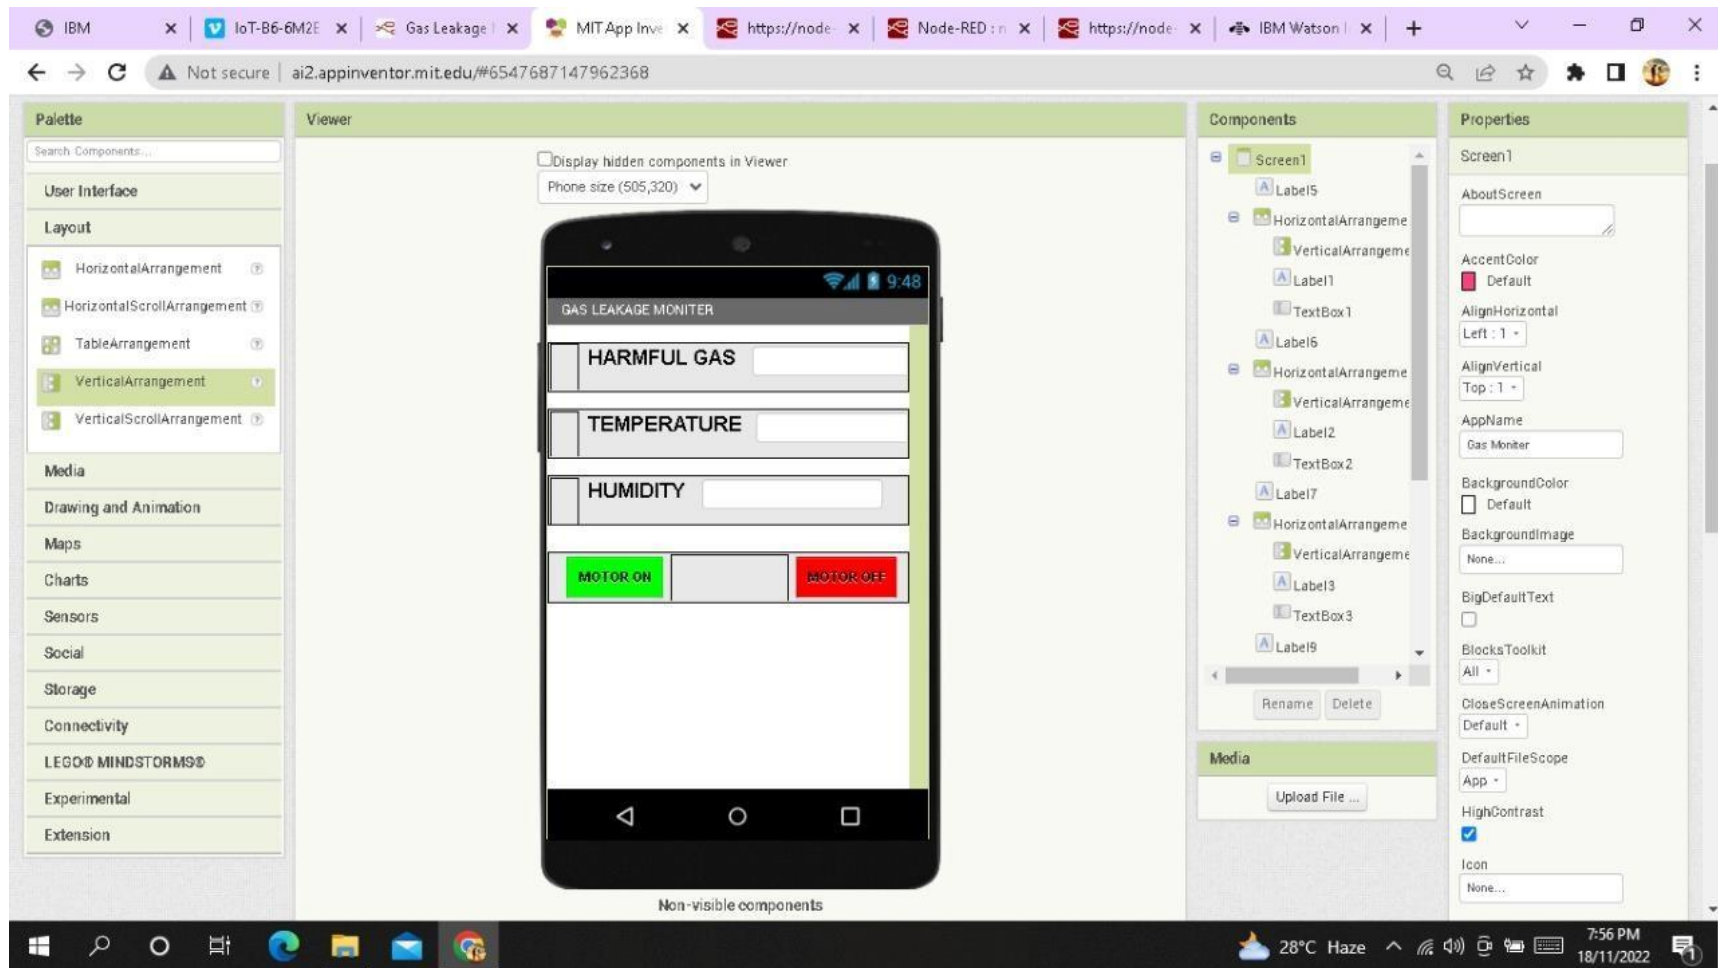 IBM
IoT-B6-6M2E
Gas Leakage
MIT App Inve
https://node-
Node-RED : n
https://node-
IBM Watson
Not secure
ai2.appinventor.mit.edu/#6547687147962368
Palette
Search Components...
User Interface
Layout
HorizontalArrangement
HorizontalScrollArrangement
TableArrangement
VerticalArrangement
VerticalScrollArrangement
Media
Drawing and Animation
Maps
Charts
Sensors
Social
Storage
Connectivity
LEGO® MINDSTORMS®
Experimental
Extension
Viewer
Display hidden components in Viewer
Phone size (505,320)
9:48
GAS LEAKAGE MONITER
HARMFUL GAS
TEMPERATURE
HUMIDITY
MOTOR ON
MOTOR OFF
Non-visible components
Components
Screen1
Label5
HorizontalArrangeme
VerticalArrangeme
Label1
TextBox1
Label6
HorizontalArrangeme
VerticalArrangeme
Label2
TextBox2
Label7
HorizontalArrangeme
VerticalArrangeme
Label3
TextBox3
Label9
Rename Delete
Media
Upload File ...
Properties
Screen1
AboutScreen
AccentColor
Default
AlignHorizontal
Left : 1
AlignVertical
Top : 1
AppName
Gas Moniter
BackgroundColor
Default
BackgroundImage
None...
BigDefaultText
BlocksToolkit
All
CloseScreenAnimation
Default
DefaultFileScope
App
HighContrast
Icon
None...
28°C Haze
7:56 PM
18/11/2022
1